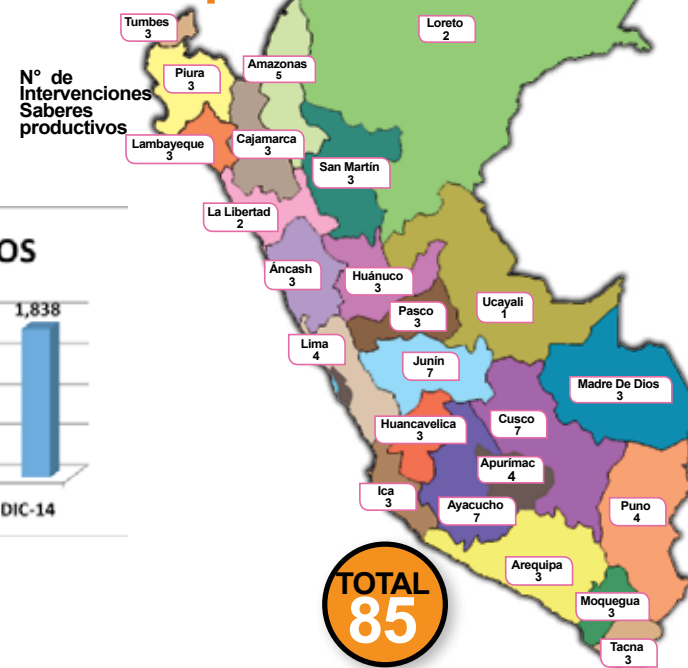 Tumbes
3
Loreto
2
N° de
Intervenciones
Saberes
productivos
Piura
3
Amazonas
5
Lambayeque
3
Cajamarca
3
San Martín
3
La Libertad
2
OS
1,838
DIC-14
Áncash
3
Huánuco
3
Ucayali
1
Pasco
3
Lima
4
Junín
7
Madre De Dios
3
Huancavelica
3
Cusco
7
Apurímac
4
Ica
3
Ayacucho
7
Puno
4
Arequipa
3
TOTAL
85
Moquegua
3
Tacna
3